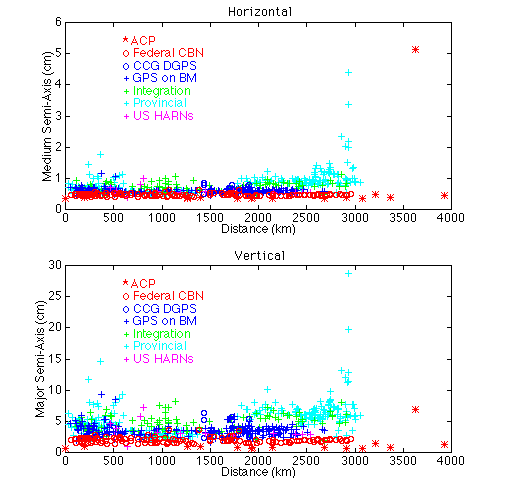 Horizontal
6
5
4
3
2
1
0
Medium Semi-Axis (cm)
* ACP
o Federal CBN
o CCG DGPS
+ GPS on BM
+ Integration
+ Provincial
+ US HARNs
0 500 1000 1500 2000 2500 3000 3500 4000
Distance (km)
Vertical
30
25
20
15
10
5
0
Major Semi-Axis (cm)
* ACP
o Federal CBN
o CCG DGPS
+ GPS on BM
+ Integration
+ Provincial
+ US HARNs
0 500 1000 1500 2000 2500 3000 3500 4000
Distance (km)